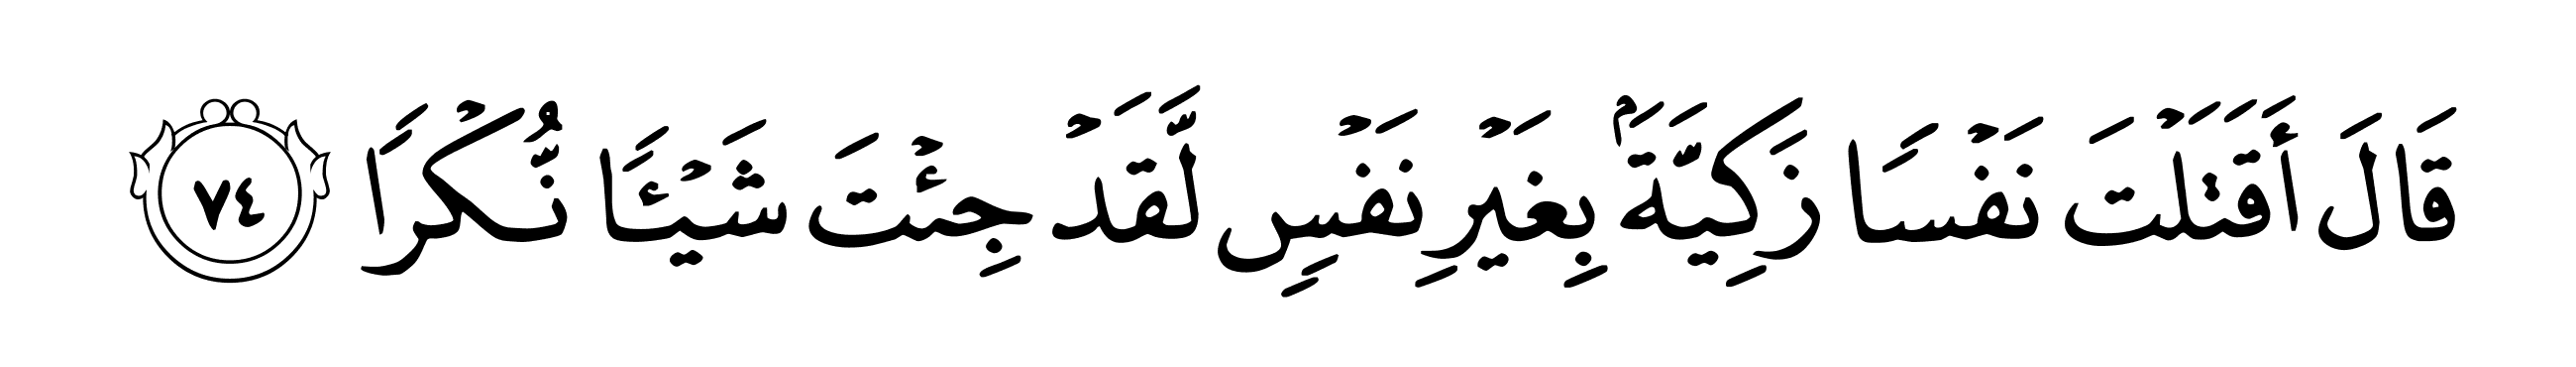 قَالَ أَقَتَلۡتَ نَفۡسٗا زَكِيَّةَۢ بِغَيۡرِ نَفۡسٖ لَّقَدۡ جِئۡتَ شَيۡـٔٗا نُّكۡرٗا ٧٤